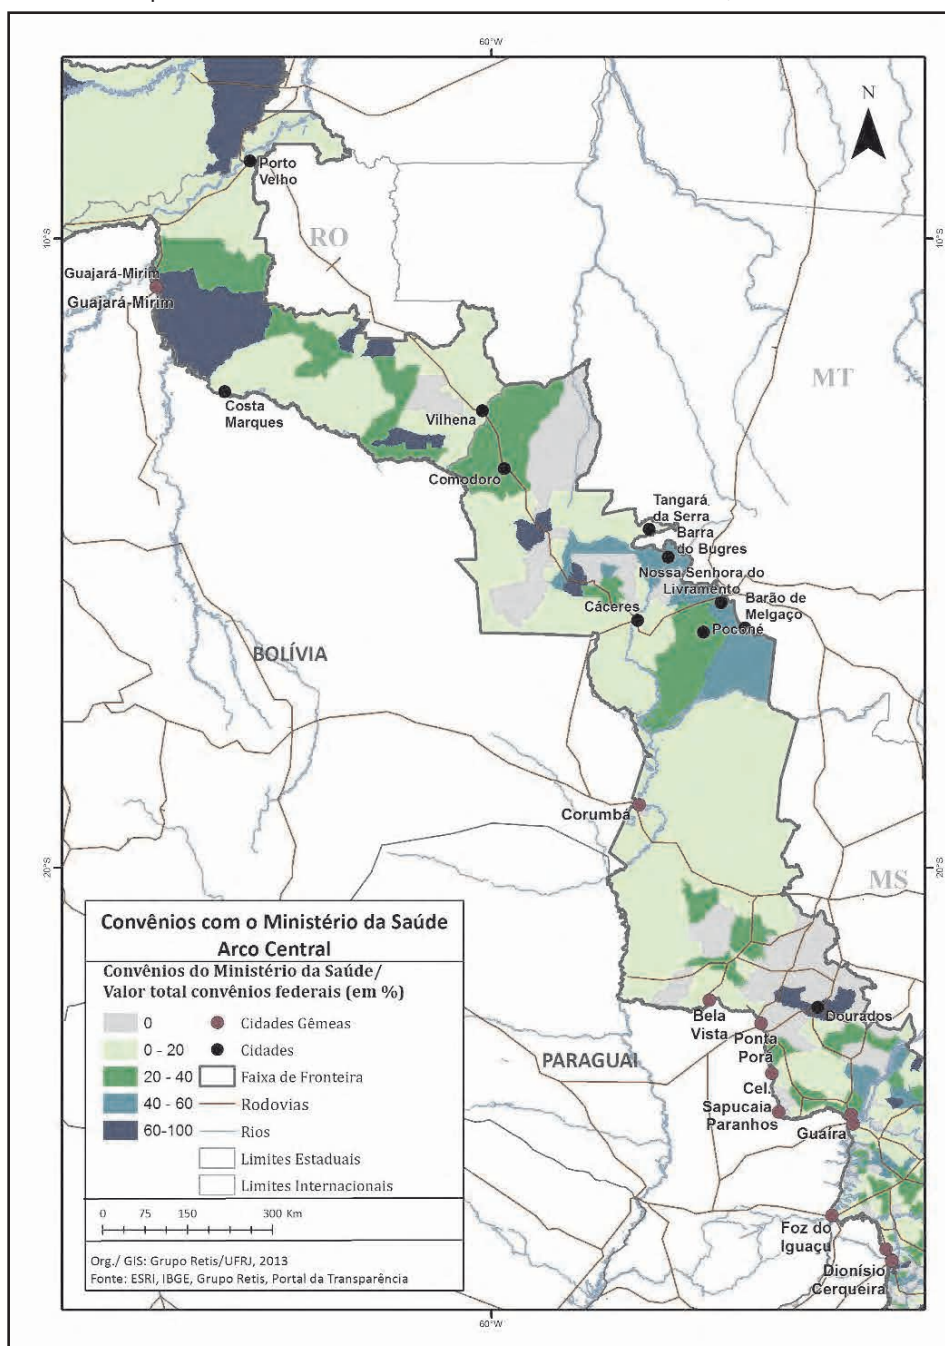 60°W
N
Porto
Velho
RO
10°S
10°S
Guajará-Mirim
Guajará-Mirim
MT
Costa
Marques
Vilhena
Comodoro
Tangará
da Serra
Barra
do Bugres
Nossa Senhora do
Livramento
Barão de
Melgaço
Cáceres
Poconé
BOLÍVIA
Corumbá
20°S
20°S
MS
Convênios com o Ministério da Saúde
Arco Central
Convênios do Ministério da Saúde/
Valor total convênios federais (em %)
0
Cidades Gêmeas
0 - 20
Cidades
20 - 40
Faixa de Fronteira
40 - 60
Rodovias
60-100
Rios
Limites Estaduais
Limites Internacionais
0 75 150 300 Km
Org./ GIS: Grupo Retis/UFRJ, 2013
Fonte: ESRI, IBGE, Grupo Retis, Portal da Transparência
Bela
Vista
Dourados
Ponta
Porá
PARAGUAI
Cel.
Sapucaia
Paranhos
Guaíra
Foz do
Iguaçu
Dionísio
Cerqueira
60°W